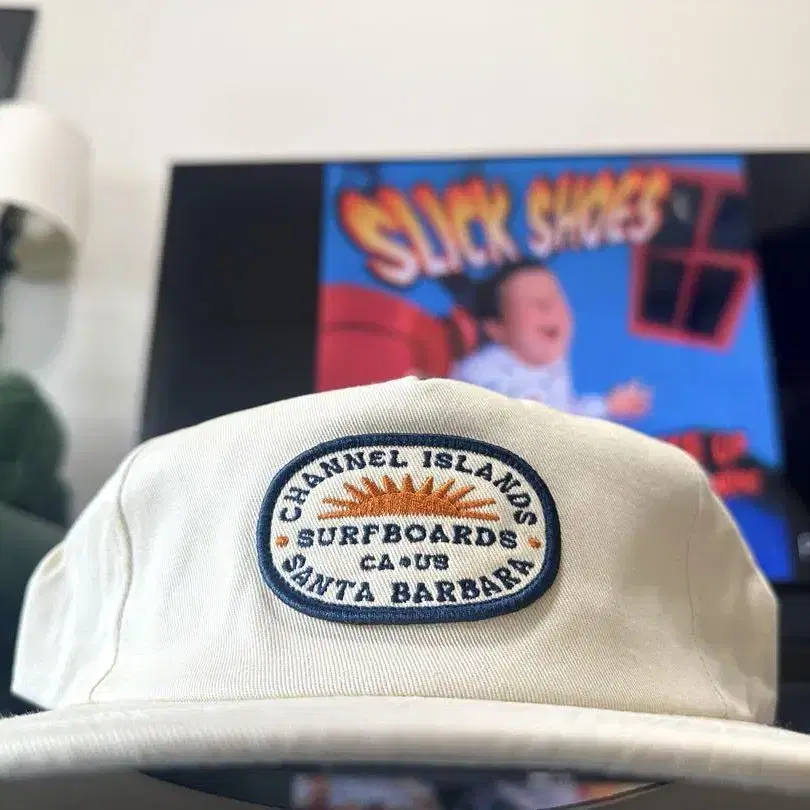 SLICK SHOES
CHANNEL ISLANDS
SURFBOARDS
CA•US
SANTA BARBARA